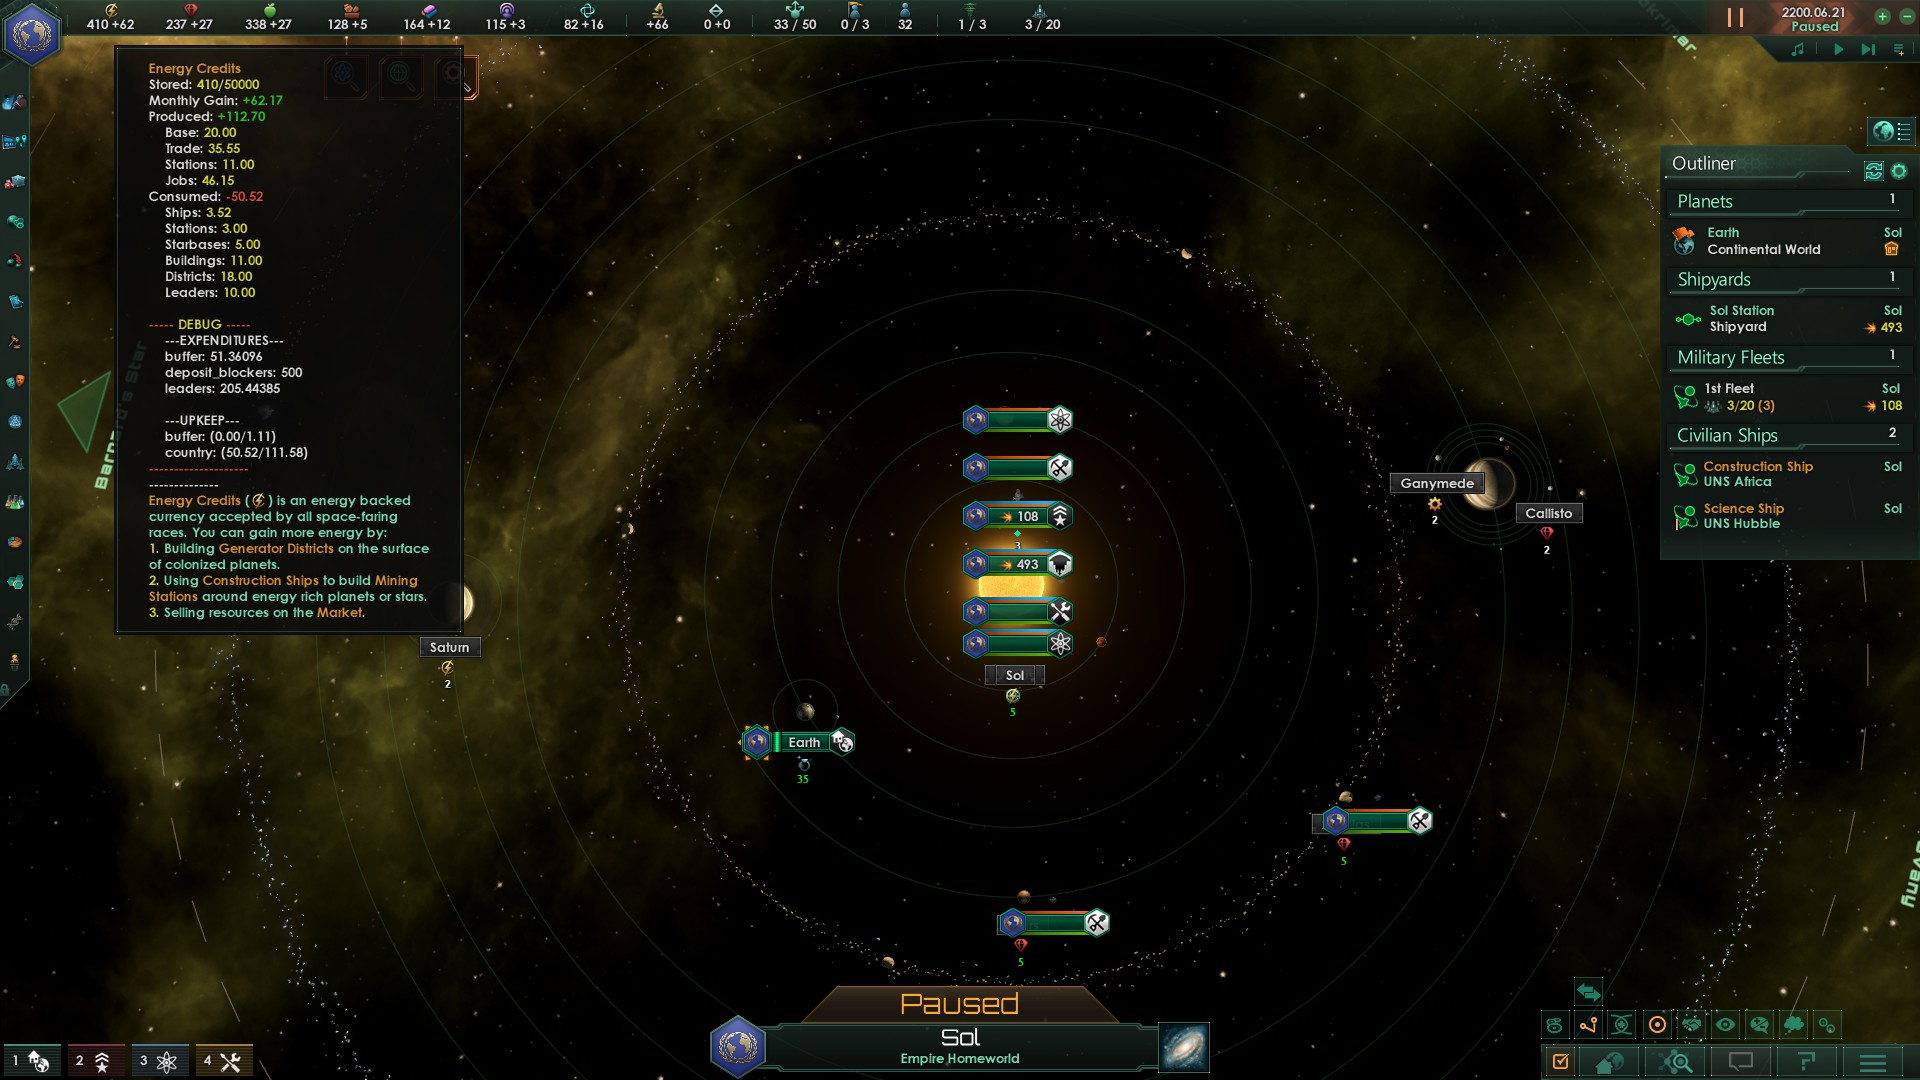 410 +62
237 +27
338 +27
128 +5
164 +12
115 +3
82 +16
+66
0 +0
33 / 50
0 / 3
32
1 / 3
3 / 20
2200.06.21
Paused
Energy Credits
Stored: 410/50000
Monthly Gain: +62.17
Produced: +112.70
Base: 20.00
Trade: 35.55
Stations: 11.00
Jobs: 46.15
Consumed: -50.52
Ships: 3.52
Stations: 3.00
Starbases: 5.00
Buildings: 11.00
Districts: 18.00
Leaders: 10.00
----- DEBUG -----
---EXPENDITURES---
buffer: 51.36096
deposit_blockers: 500
leaders: 205.44385
---UPKEEP---
buffer: (0.00/1.11)
country: (50.52/111.58)
--------------------
--------------
Energy Credits ( ) is an energy backed
currency accepted by all space-faring
races. You can gain more energy by:
1. Building Generator Districts on the surface
of colonized planets.
2. Using Construction Ships to build Mining
Stations around energy rich planets or stars.
3. Selling resources on the Market.
Barnard's Star
Saturn
2
108
3
493
Sol
5
Earth
35
Ganymede
2
Callisto
2
5
5
Outliner
Planets 1
Earth Sol
Continental World
Shipyards 1
Sol Station Sol
Shipyard 493
Military Fleets 1
1st Fleet Sol
3/20 (3) 108
Civilian Ships 2
Construction Ship Sol
UNS Africa
Science Ship Sol
UNS Hubble
Paused
Sol
Empire Homeworld
1
2
3
4